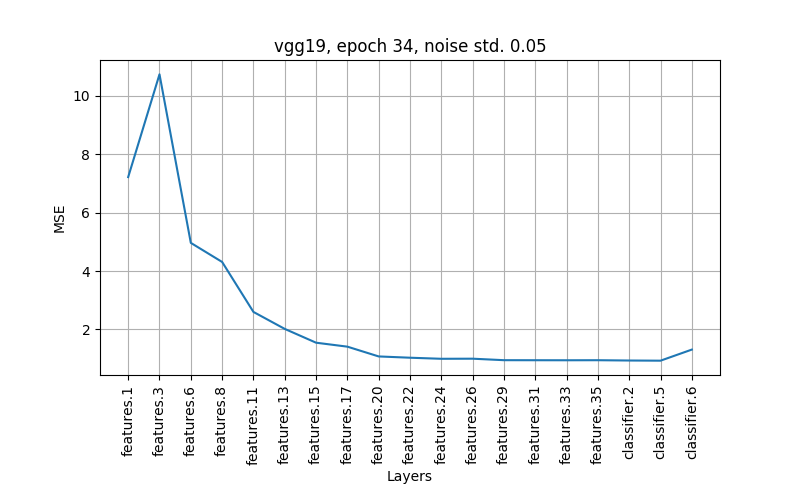 vgg19, epoch 34, noise std. 0.05
MSE
10
8
6
4
2
features.1
features.3
features.6
features.8
features.11
features.13
features.15
features.17
features.20
features.22
features.24
features.26
features.29
features.31
features.33
features.35
classifier.2
classifier.5
classifier.6
Layers